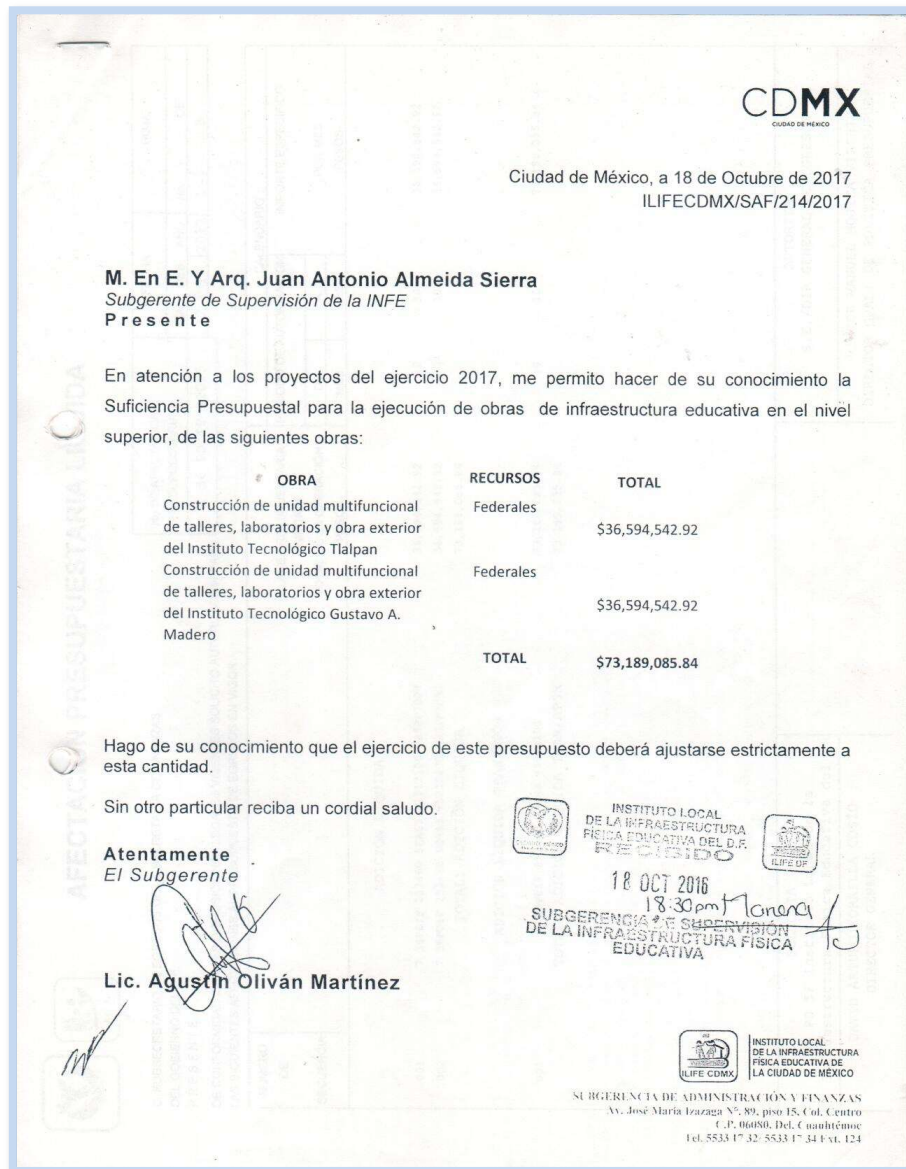 CDMX
CIUDAD DE MÉXICO
Ciudad de México, a 18 de Octubre de 2017
ILIFECDMX/SAF/214/2017
M. En E. Y Arq. Juan Antonio Almeida Sierra
Subgerente de Supervisión de la INFE
Presente
En atención a los proyectos del ejercicio 2017, me permito hacer de su conocimiento la
Suficiencia Presupuestal para la ejecución de obras de infraestructura educativa en el nivel
superior, de las siguientes obras:
OBRA RECURSOS TOTAL
Construcción de unidad multifuncional Federales
de talleres, laboratorios y obra exterior $36,594,542.92
del Instituto Tecnológico Tlalpan
Construcción de unidad multifuncional Federales
de talleres, laboratorios y obra exterior
del Instituto Tecnológico Gustavo A. $36,594,542.92
Madero
TOTAL $73,189,085.84
Hago de su conocimiento que el ejercicio de este presupuesto deberá ajustarse estrictamente a
esta cantidad.
Sin otro particular reciba un cordial saludo.
INSTITUTO LOCAL
DE LA INFRAESTRUCTURA
FÍSICA EDUCATIVA DEL D.F.
RECIBIDO
ILIFE DF
18 OCT 2016
18:30 pm
SUBGERENCIA DE SUPERVISIÓN
DE LA INFRAESTRUCTURA FÍSICA
EDUCATIVA
Atentamente
El Subgerente
Lic. Agustín Oliván Martínez
ILIFE CDMX
INSTITUTO LOCAL
DE LA INFRAESTRUCTURA
FÍSICA EDUCATIVA DE
LA CIUDAD DE MÉXICO
SUBGERENCIA DE ADMINISTRACIÓN Y FINANZAS
Av. José María Izazaga N°. 89, piso 15, Col. Centro
C.P. 06080, Del. Cuauhtémoc
Tel. 5533 17 32/ 5533 17 34 Ext. 124
AFECTACIÓN PRESUPUESTARIA